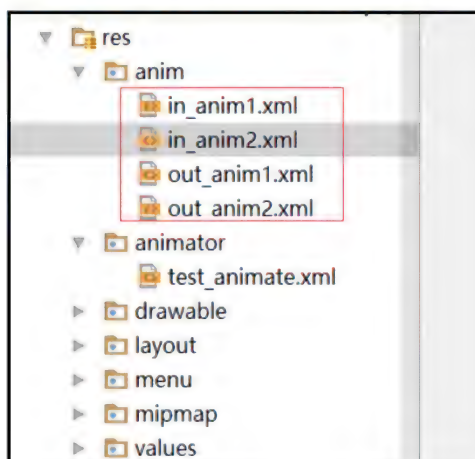 res
anim
in_anim1.xml
in_anim2.xml
out_anim1.xml
out_anim2.xml
animator
test_animate.xml
drawable
layout
menu
mipmap
values